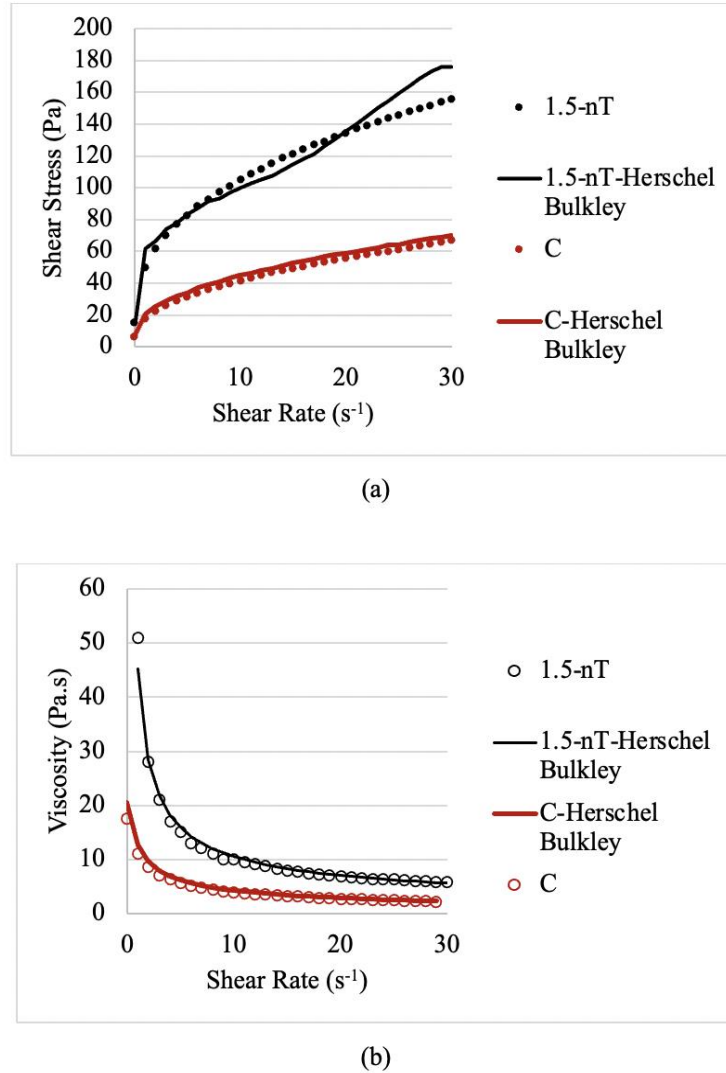 200
180
160
140
120
100
80
60
40
20
0
Shear Stress (Pa)
0 10 20 30
Shear Rate (s-1)
1.5-nT
1.5-nT-Herschel
Bulkley
C
C-Herschel
Bulkley
(a)
60
50
40
30
20
10
0
Viscosity (Pa.s)
0 10 20 30
Shear Rate (s-1)
1.5-nT
1.5-nT-Herschel
Bulkley
C-Herschel
Bulkley
C
(b)